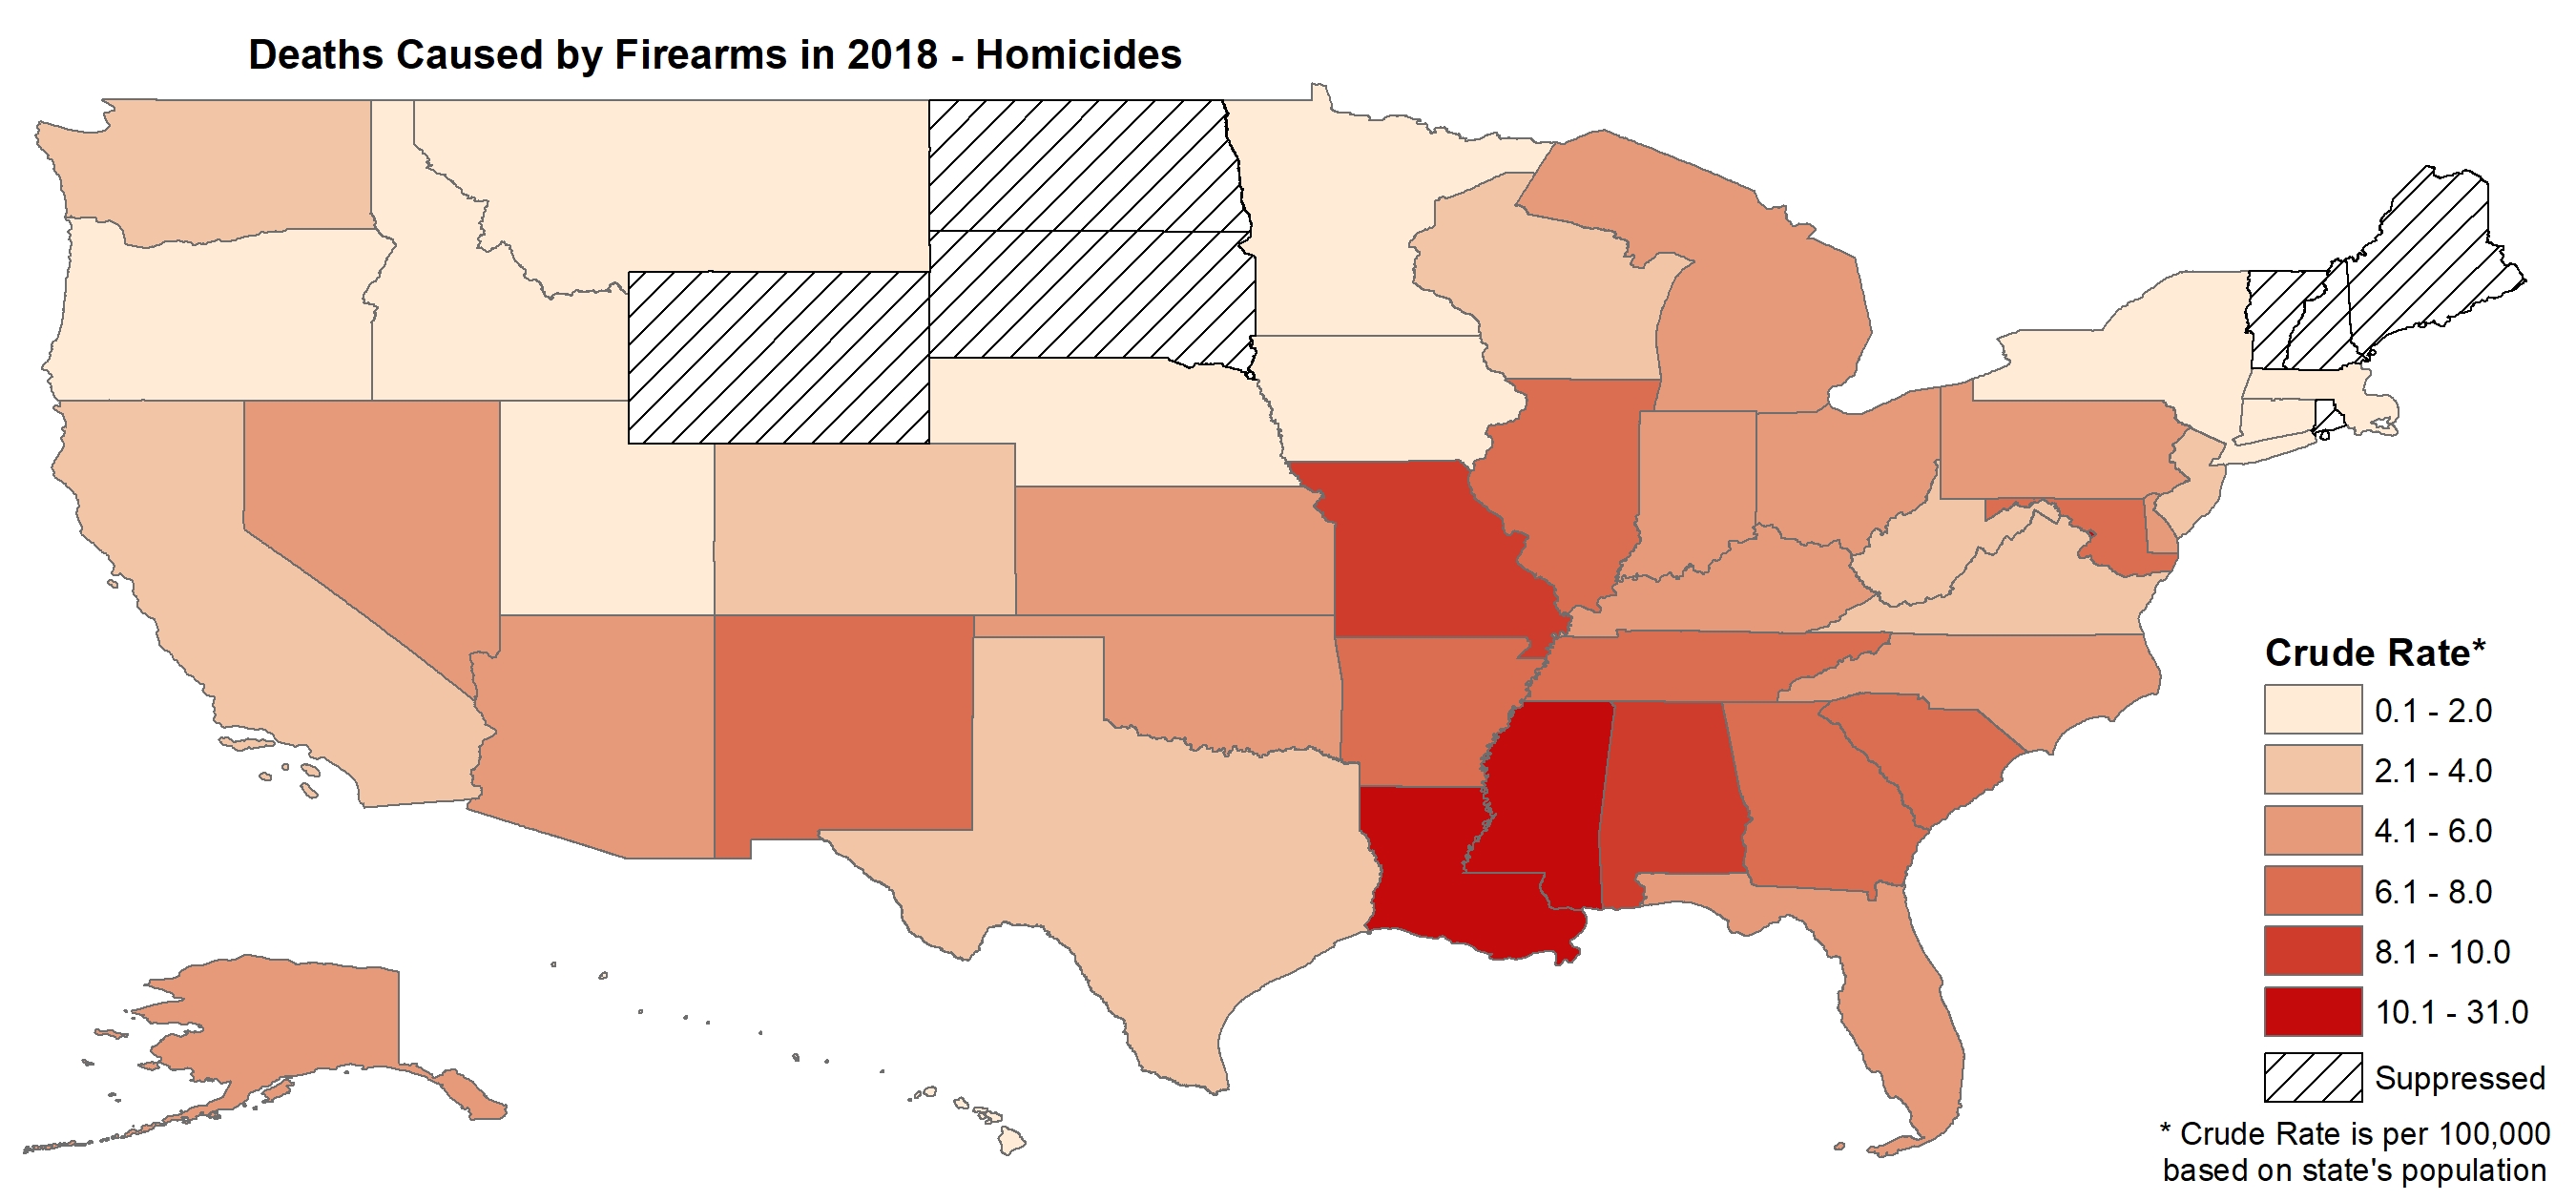 Deaths Caused by Firearms in 2018 - Homicides
Crude Rate*
0.1 - 2.0
2.1 - 4.0
4.1 - 6.0
6.1 - 8.0
8.1 - 10.0
10.1 - 31.0
Suppressed
* Crude Rate is per 100,000
based on state's population